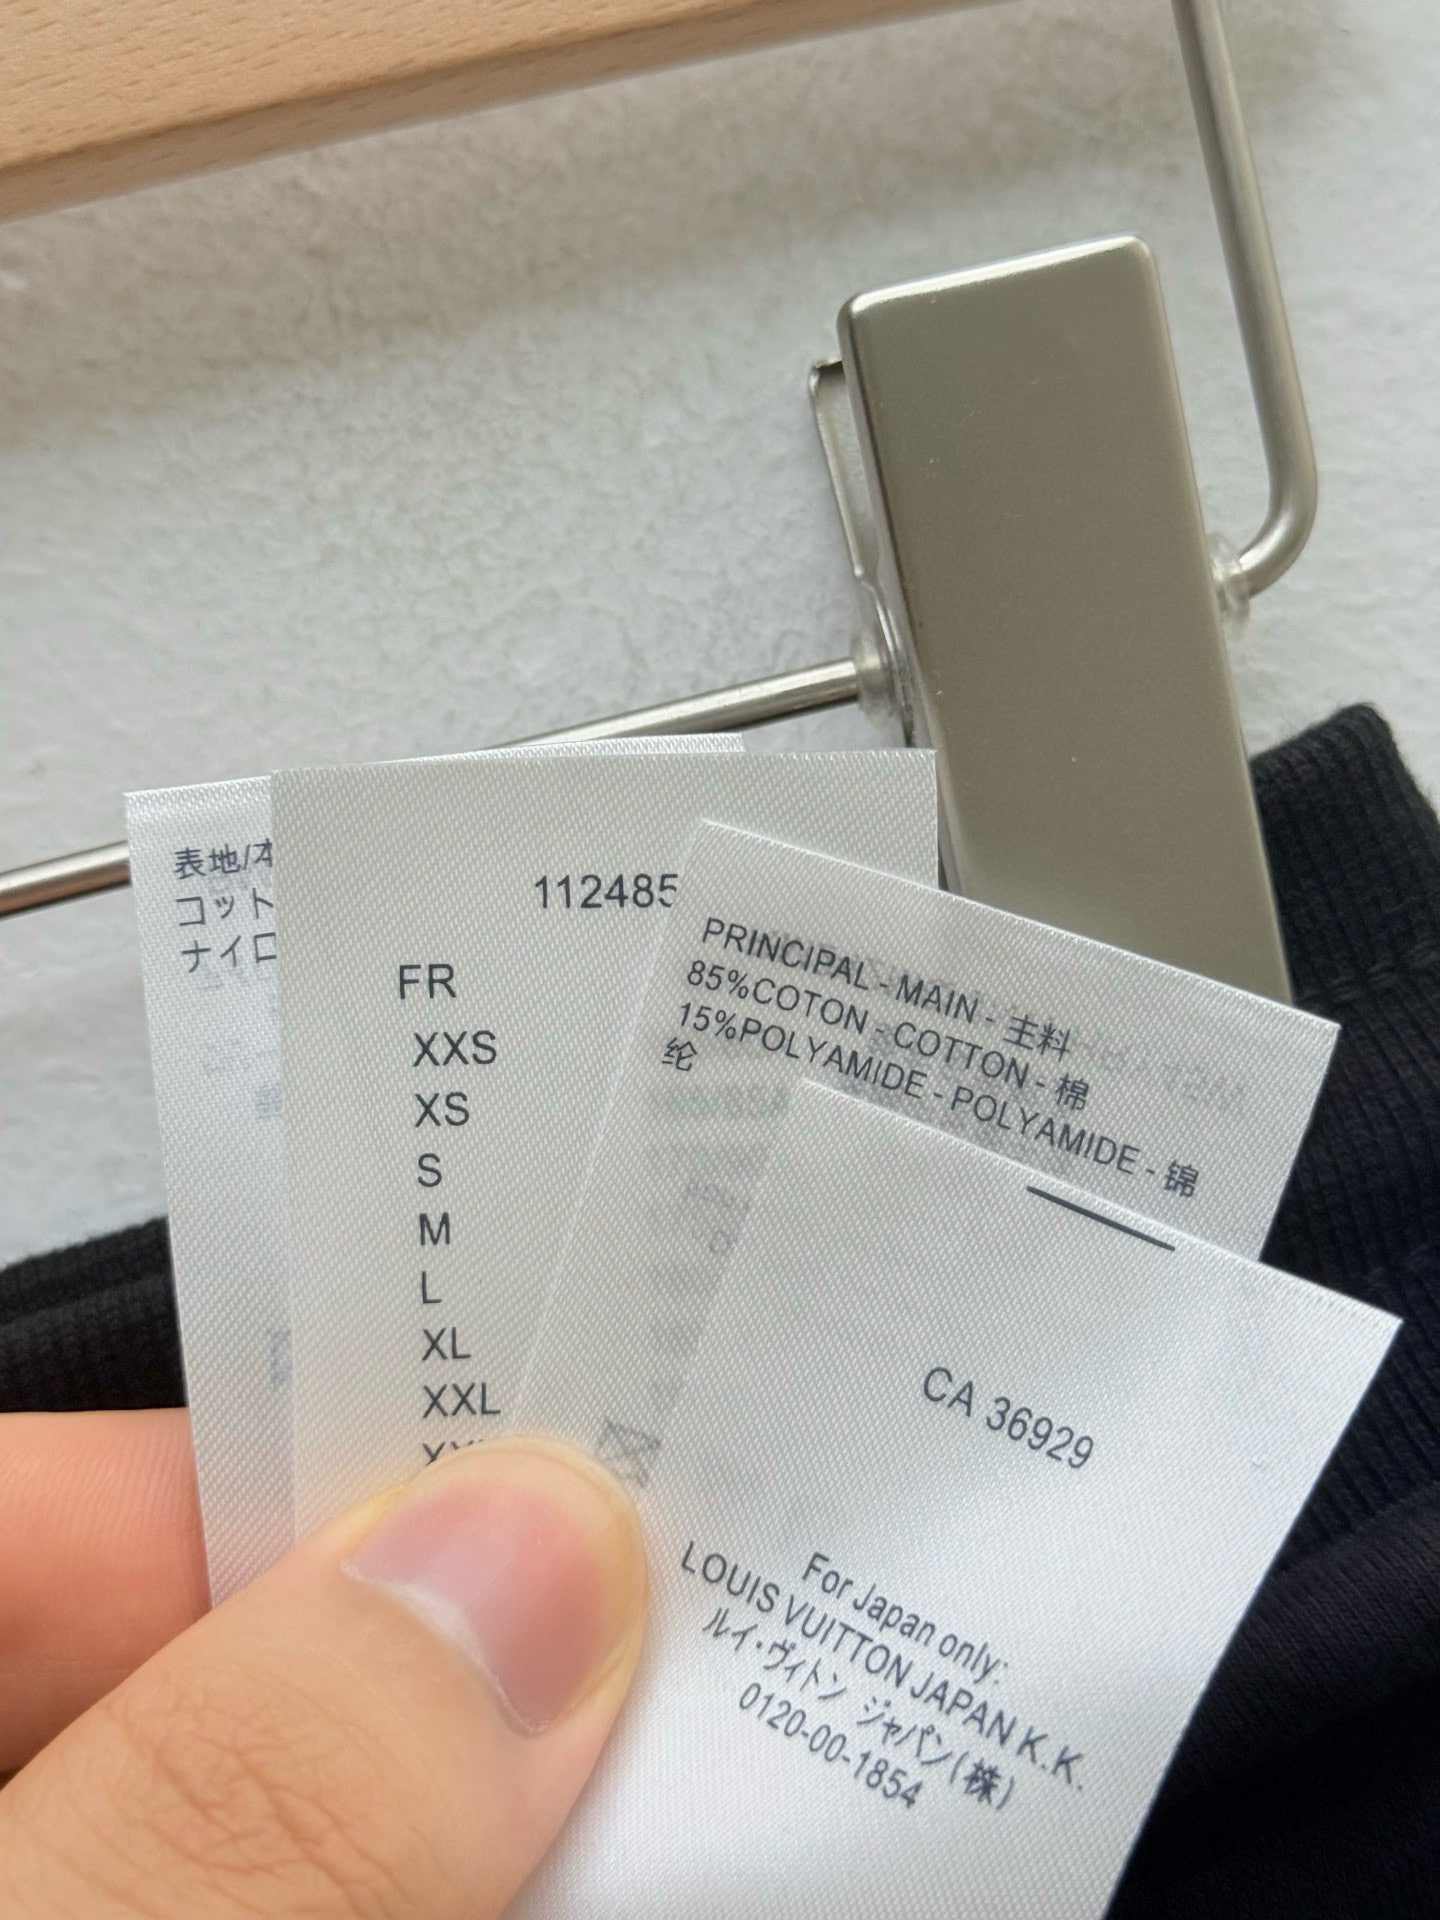 表地/本
コット
ナイロ
112485
FR
XXS
XS
S
M
L
XL
XXL
PRINCIPAL - MAIN - 主料
85%COTON - COTTON - 棉
15%POLYAMIDE - POLYAMIDE - 锦
纶
CA 36929
For Japan only:
LOUIS VUITTON JAPAN K.K.
ルイ・ヴィトン ジャパン(株)
0120-00-1854